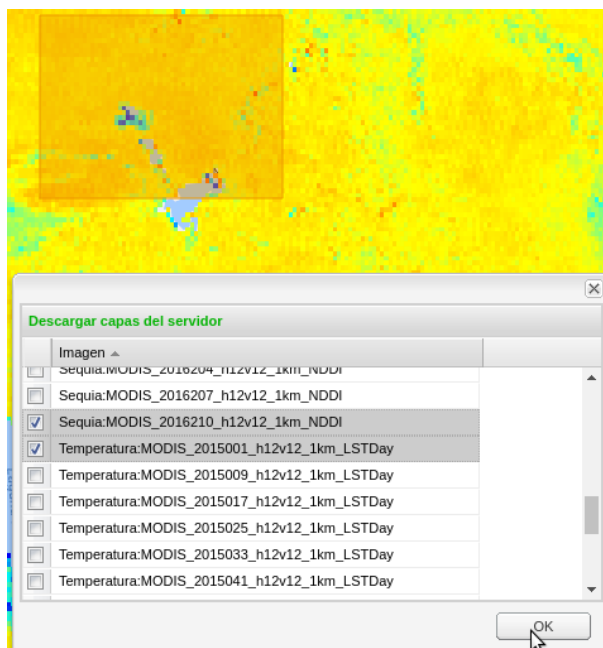 Descargar capas del servidor
Imagen
Sequia:MODIS_2016204_h12v12_1km_NDDI
Sequia:MODIS_2016207_h12v12_1km_NDDI
Sequia:MODIS_2016210_h12v12_1km_NDDI
Temperatura:MODIS_2015001_h12v12_1km_LSTDay
Temperatura:MODIS_2015009_h12v12_1km_LSTDay
Temperatura:MODIS_2015017_h12v12_1km_LSTDay
Temperatura:MODIS_2015025_h12v12_1km_LSTDay
Temperatura:MODIS_2015033_h12v12_1km_LSTDay
Temperatura:MODIS_2015041_h12v12_1km_LSTDay
OK